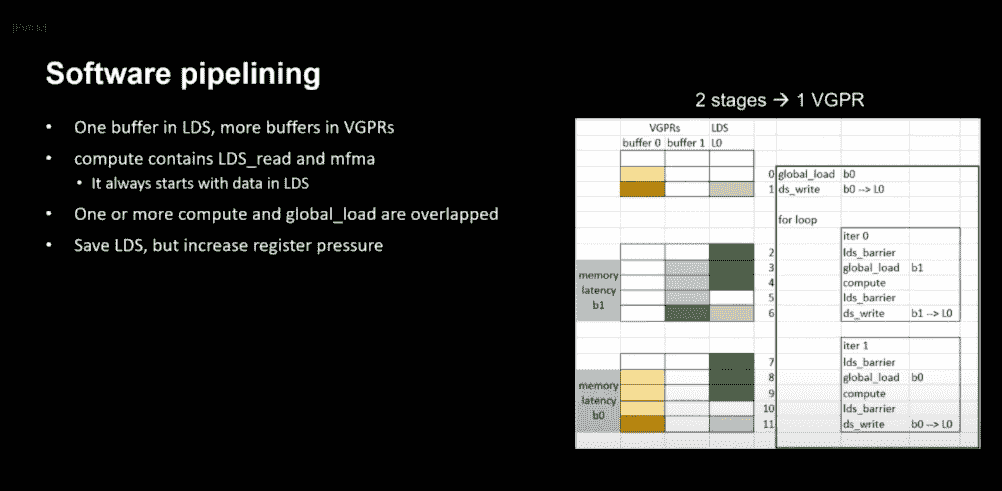 Software pipelining
• One buffer in LDS, more buffers in VGPRs
• compute contains LDS_read and mfma
• It always starts with data in LDS
• One or more compute and global_load are overlapped
• Save LDS, but increase register pressure
2 stages → 1 VGPR
VGPRs LDS
buffer 0 buffer 1 L0
0 global_load b0
1 ds_write b0 --> L0
for loop
iter 0
2 lds_barrier
3 global_load b1
4 compute
5 lds_barrier
6 ds_write b1 --> L0
memory
latency
b1
iter 1
7 lds_barrier
8 global_load b0
9 compute
10 lds_barrier
11 ds_write b0 --> L0
memory
latency
b0